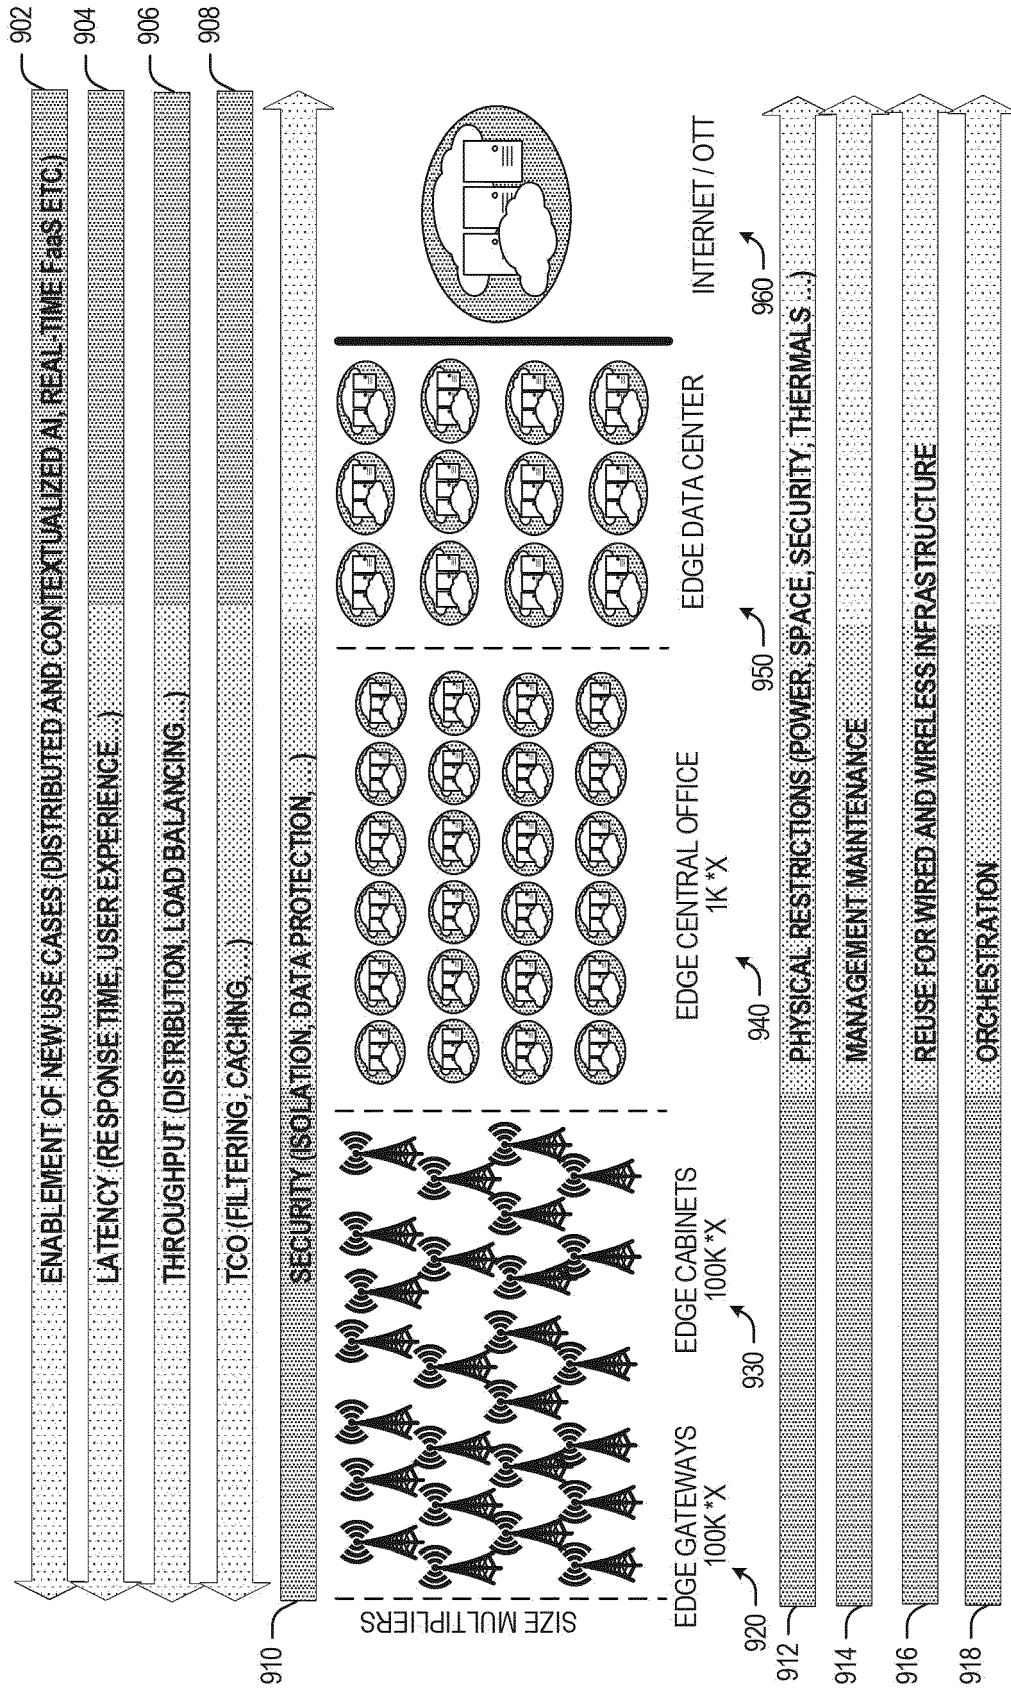 902
ENABLEMENT OF NEW USE CASES (DISTRIBUTED AND CONTEXTUALIZED AI, REAL-TIME FaaS ETC.)
904
LATENCY (RESPONSE TIME, USER EXPERIENCE...)
906
THROUGHPUT (DISTRIBUTION, LOAD BALANCING...)
908
TCO (FILTERING, CACHING, ...)
910
SECURITY (ISOLATION, DATA PROTECTION,...)
SIZE MULTIPLIERS
EDGE GATEWAYS
100K *X
920
EDGE CABINETS
100K *X
930
EDGE CENTRAL OFFICE
1K *X
940
EDGE DATA CENTER
950
INTERNET / OTT
960
912
PHYSICAL RESTRICTIONS (POWER, SPACE, SECURITY, THERMALS ...)
914
MANAGEMENT MAINTENANCE
916
REUSE FOR WIRED AND WIRELESS INFRASTRUCTURE
918
ORCHESTRATION